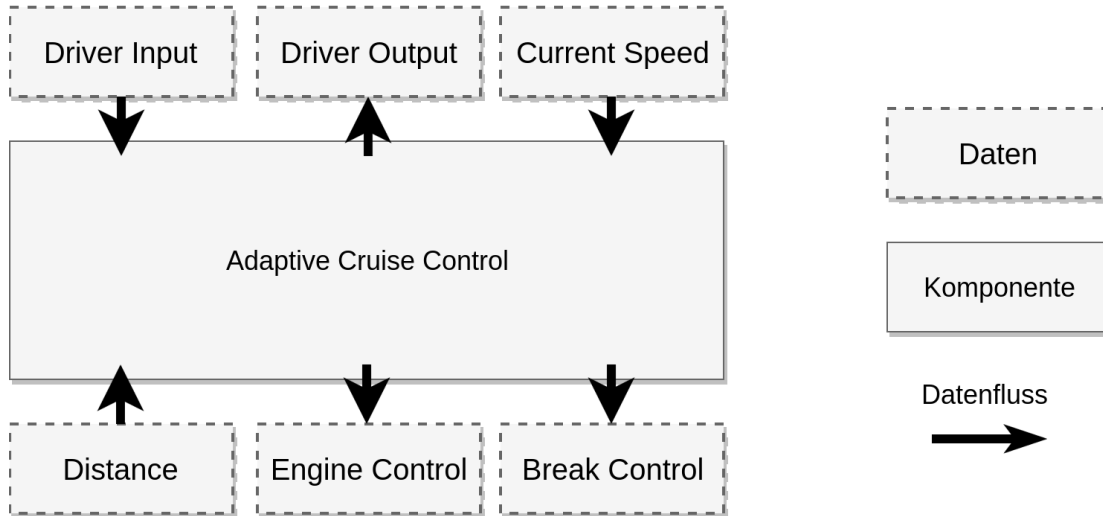 Driver Input
Driver Output
Current Speed
Adaptive Cruise Control
Distance
Engine Control
Break Control
Daten
Komponente
Datenfluss